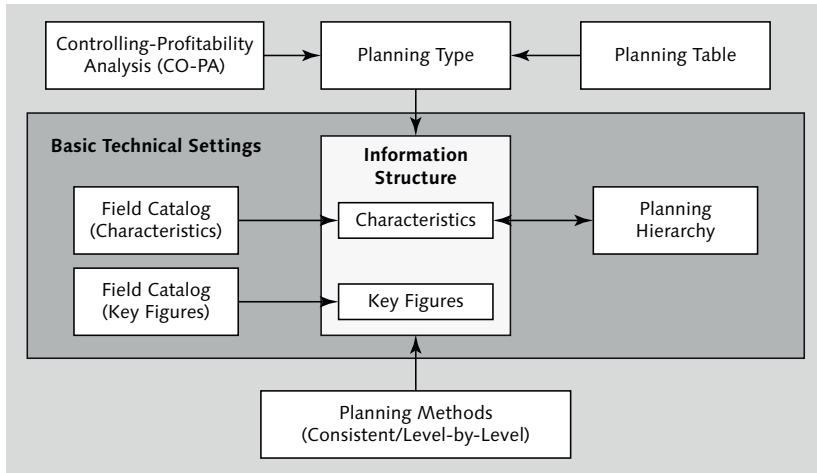 Controlling-Profitability
Analysis (CO-PA)
Planning Type
Planning Table
Basic Technical Settings
Information
Structure
Field Catalog
(Characteristics)
Characteristics
Planning
Hierarchy
Field Catalog
(Key Figures)
Key Figures
Planning Methods
(Consistent/Level-by-Level)